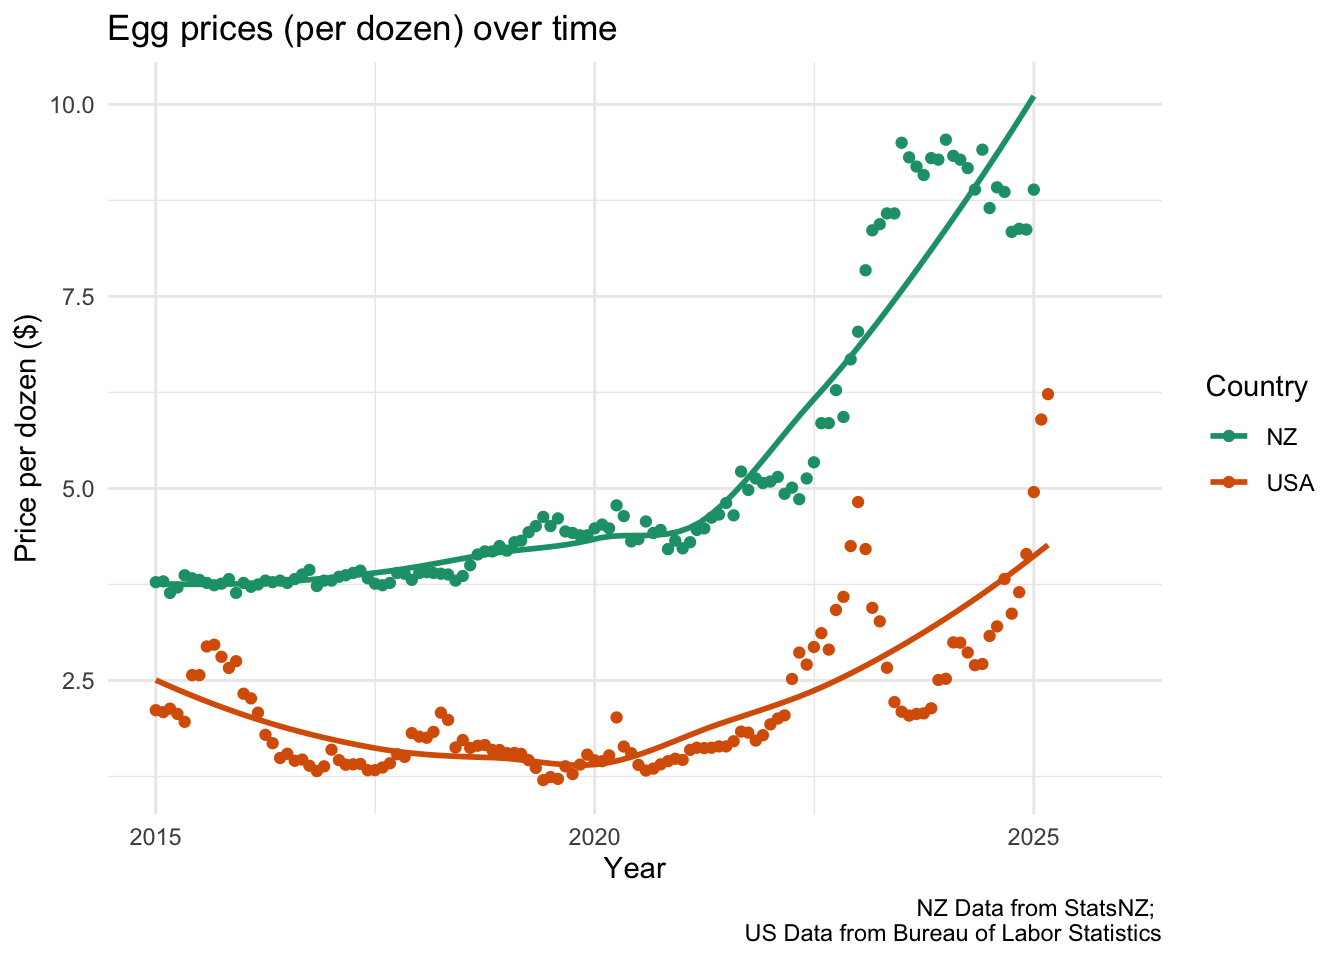 Egg prices (per dozen) over time
10.0
7.5
5.0
2.5
Price per dozen ($)
2015 2020 2025
Year
Country
NZ
USA
NZ Data from StatsNZ;
US Data from Bureau of Labor Statistics